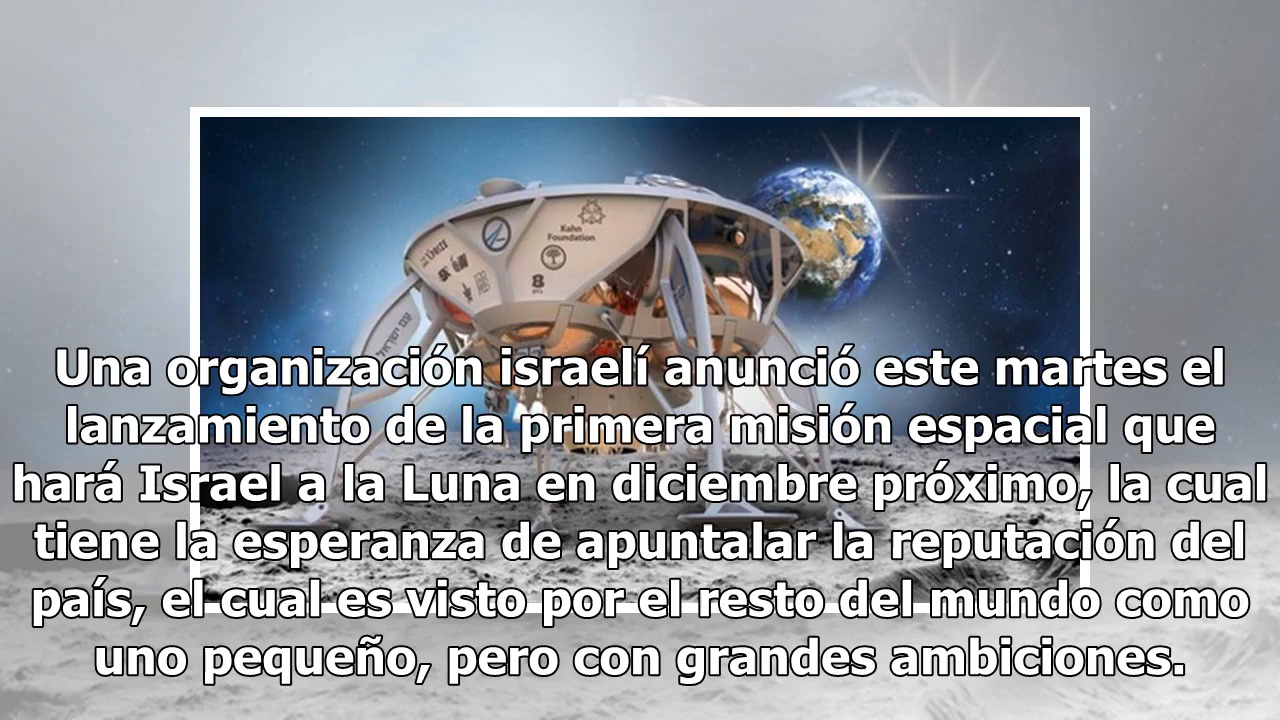 Kahn
Foundation
עם ישראל
Una organización israelí anunció este martes el
lanzamiento de la primera misión espacial que
hará Israel a la Luna en diciembre próximo, la cual
tiene la esperanza de apuntalar la reputación del
país, el cual es visto por el resto del mundo como
uno pequeño, pero con grandes ambiciones.